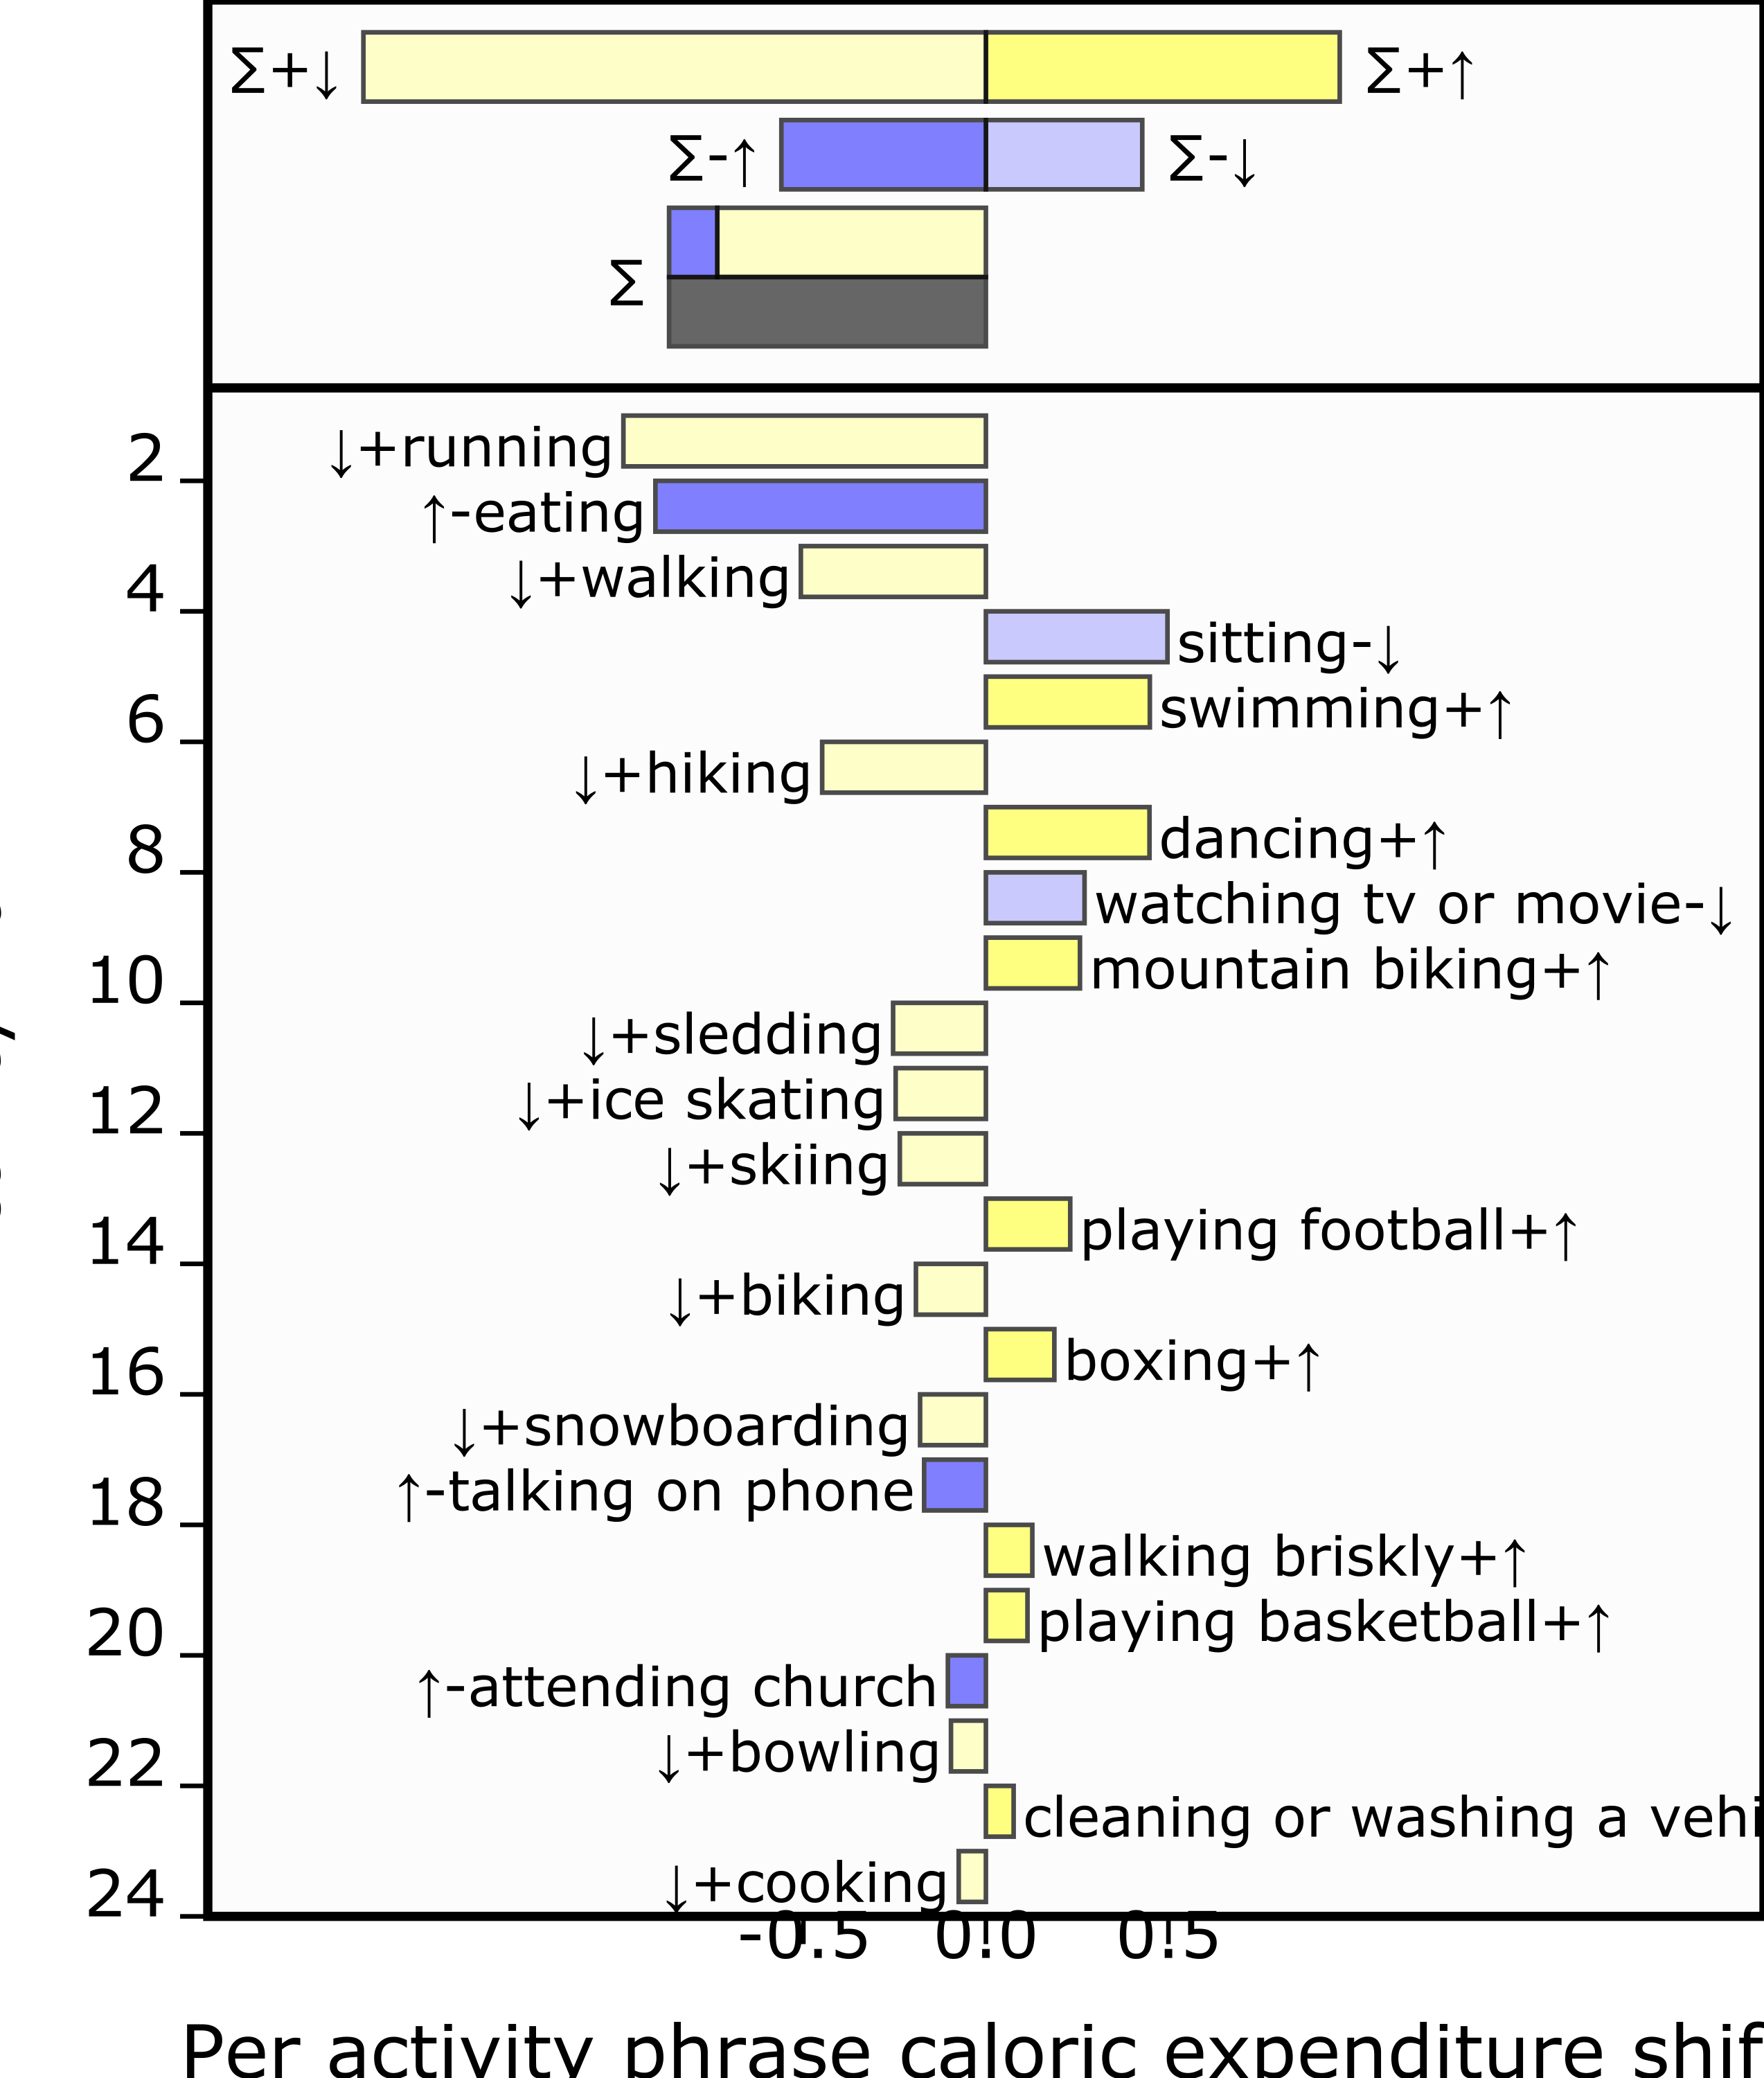 ∑+↓ ∑+↑
∑-↑ ∑-↓
∑
↓+running
2
↑-eating
↓+walking
4
sitting-↓
swimming+↑
6
↓+hiking
dancing+↑
8
watching tv or movie-↓
mountain biking+↑
10
↓+sledding
↓+ice skating
12
↓+skiing
playing football+↑
14
↓+biking
boxing+↑
16
↓+snowboarding
↑-talking on phone
18
walking briskly+↑
playing basketball+↑
20
↑-attending church
↓+bowling
22
cleaning or washing a vehi
↓+cooking
24
-0.5 0.0 0.5
Per activity phrase caloric expenditure shif